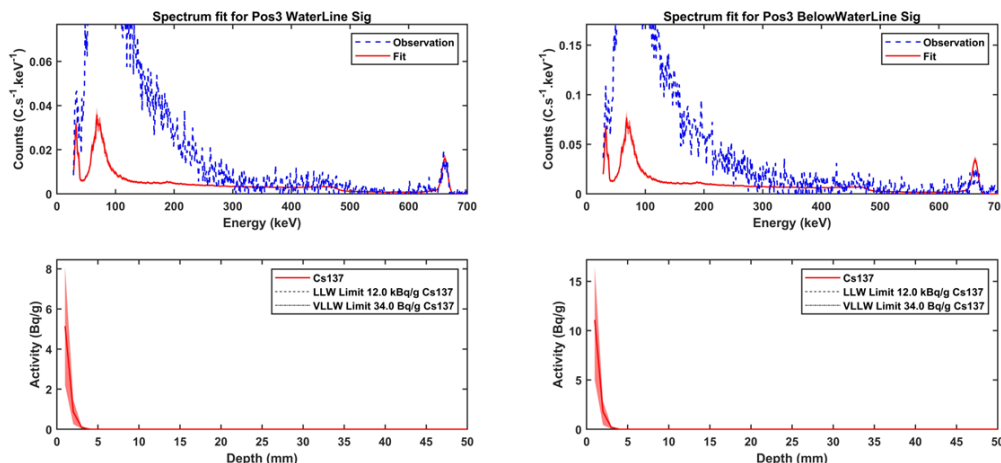 Spectrum fit for Pos3 WaterLine Sig
Counts (C.s⁻¹.keV⁻¹)
0.06
0.04
0.02
0
Observation
Fit
0 100 200 300 400 500 600 700
Energy (keV)
Spectrum fit for Pos3 BelowWaterLine Sig
Counts (C.s⁻¹.keV⁻¹)
0.15
0.1
0.05
0
Observation
Fit
0 100 200 300 400 500 600 700
Energy (keV)
Activity (Bq/g)
8
6
4
2
0
Cs137
LLW Limit 12.0 kBq/g Cs137
VLLW Limit 34.0 Bq/g Cs137
0 5 10 15 20 25 30 35 40 45 50
Depth (mm)
Activity (Bq/g)
15
10
5
0
Cs137
LLW Limit 12.0 kBq/g Cs137
VLLW Limit 34.0 Bq/g Cs137
0 5 10 15 20 25 30 35 40 45 50
Depth (mm)